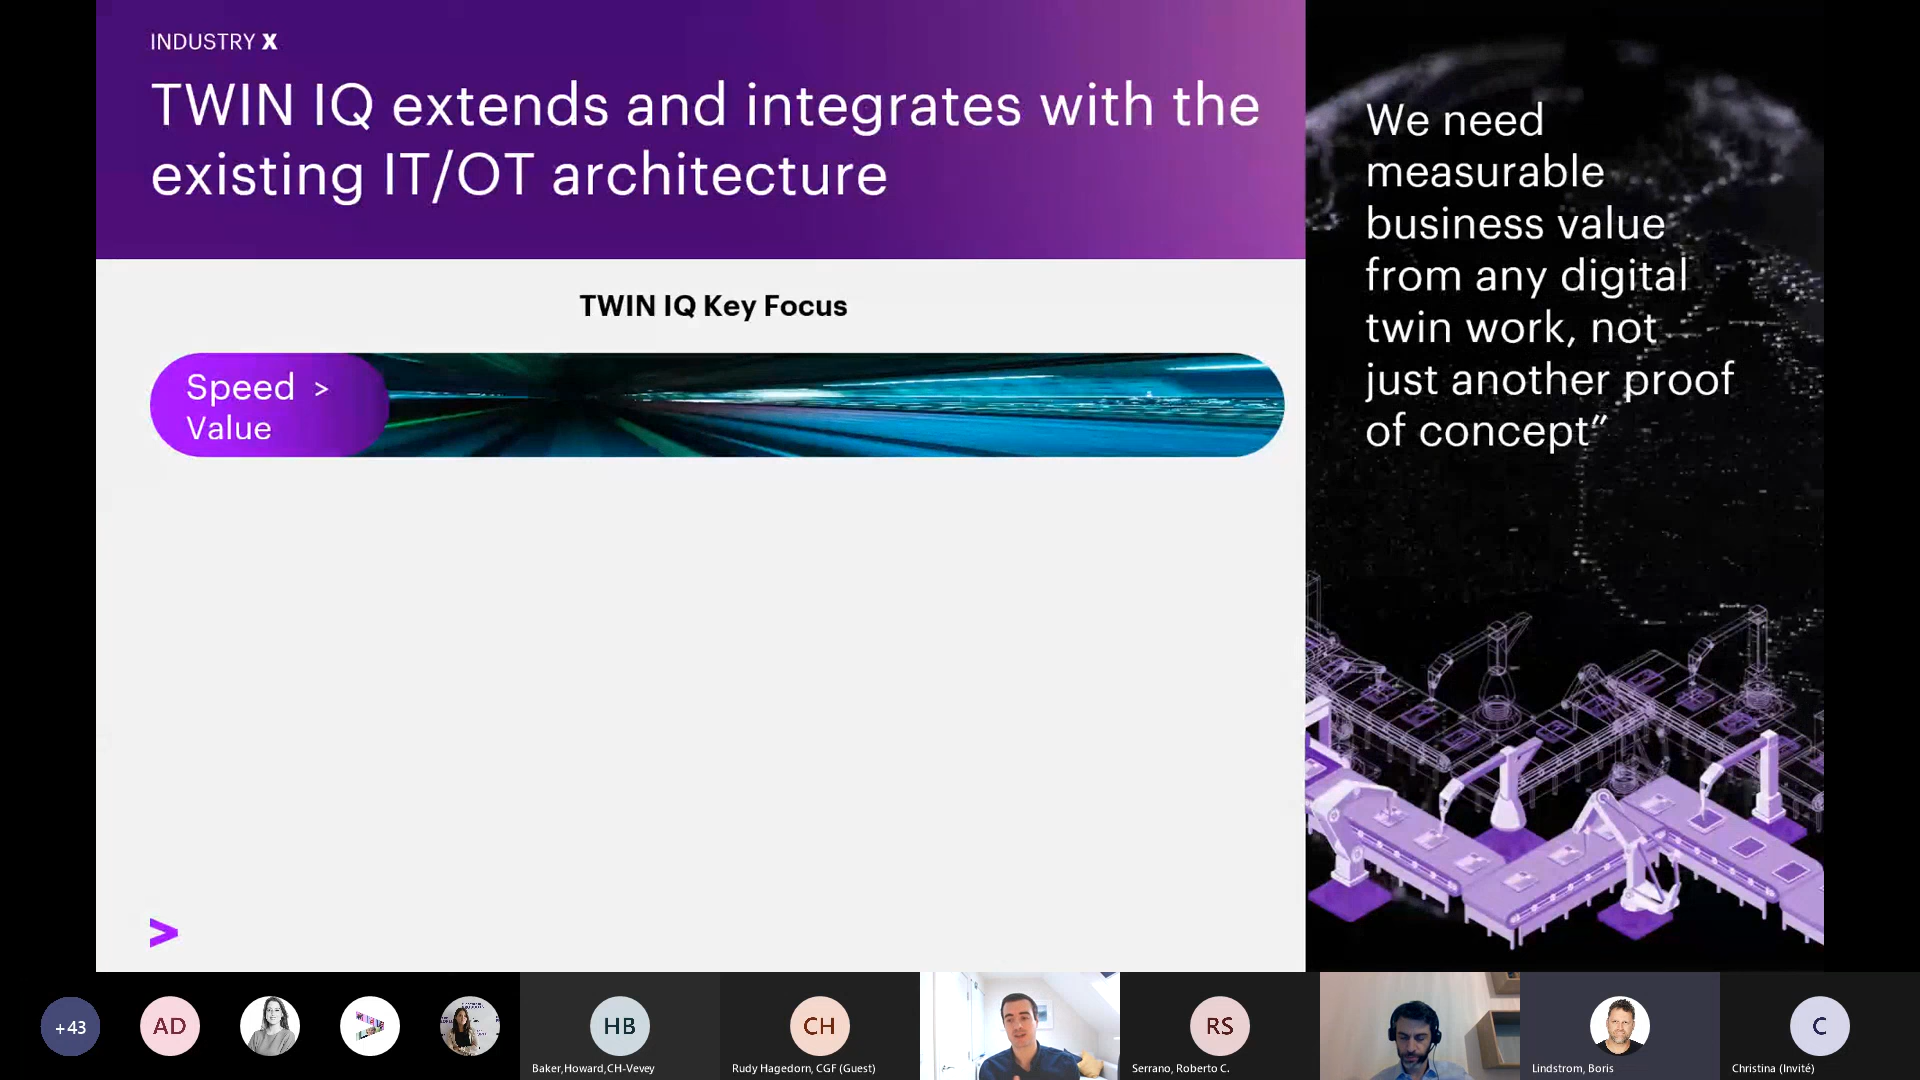 INDUSTRY X
TWIN IQ extends and integrates with the
existing IT/OT architecture
TWIN IQ Key Focus
Speed >
Value
We need
measurable
business value
from any digital
twin work, not
just another proof
of concept”
+43
AD
HB
Baker,Howard,CH-Vevey
CH
Rudy Hagedorn, CGF (Guest)
RS
Serrano, Roberto C.
Lindstrom, Boris
C
Christina (Invité)